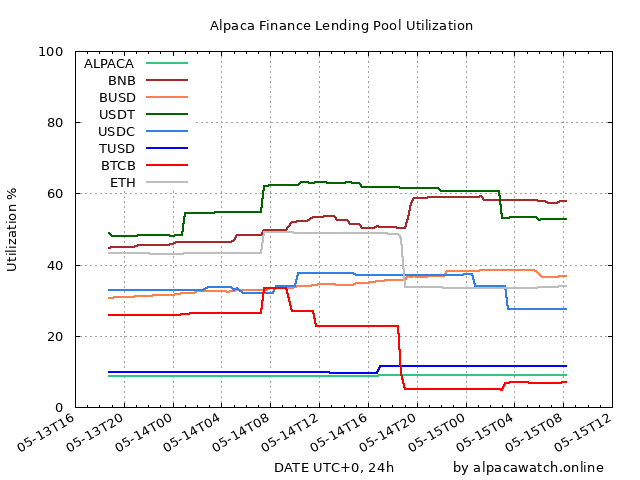 Alpaca Finance Lending Pool Utilization
100
80
60
40
20
0
Utilization %
ALPACA
BNB
BUSD
USDT
USDC
TUSD
BTCB
ETH
05-13T16
05-13T20
05-14T00
05-14T04
05-14T08
05-14T12
05-14T16
05-14T20
05-15T00
05-15T04
05-15T08
05-15T12
DATE UTC+0, 24h
by alpacawatch.online